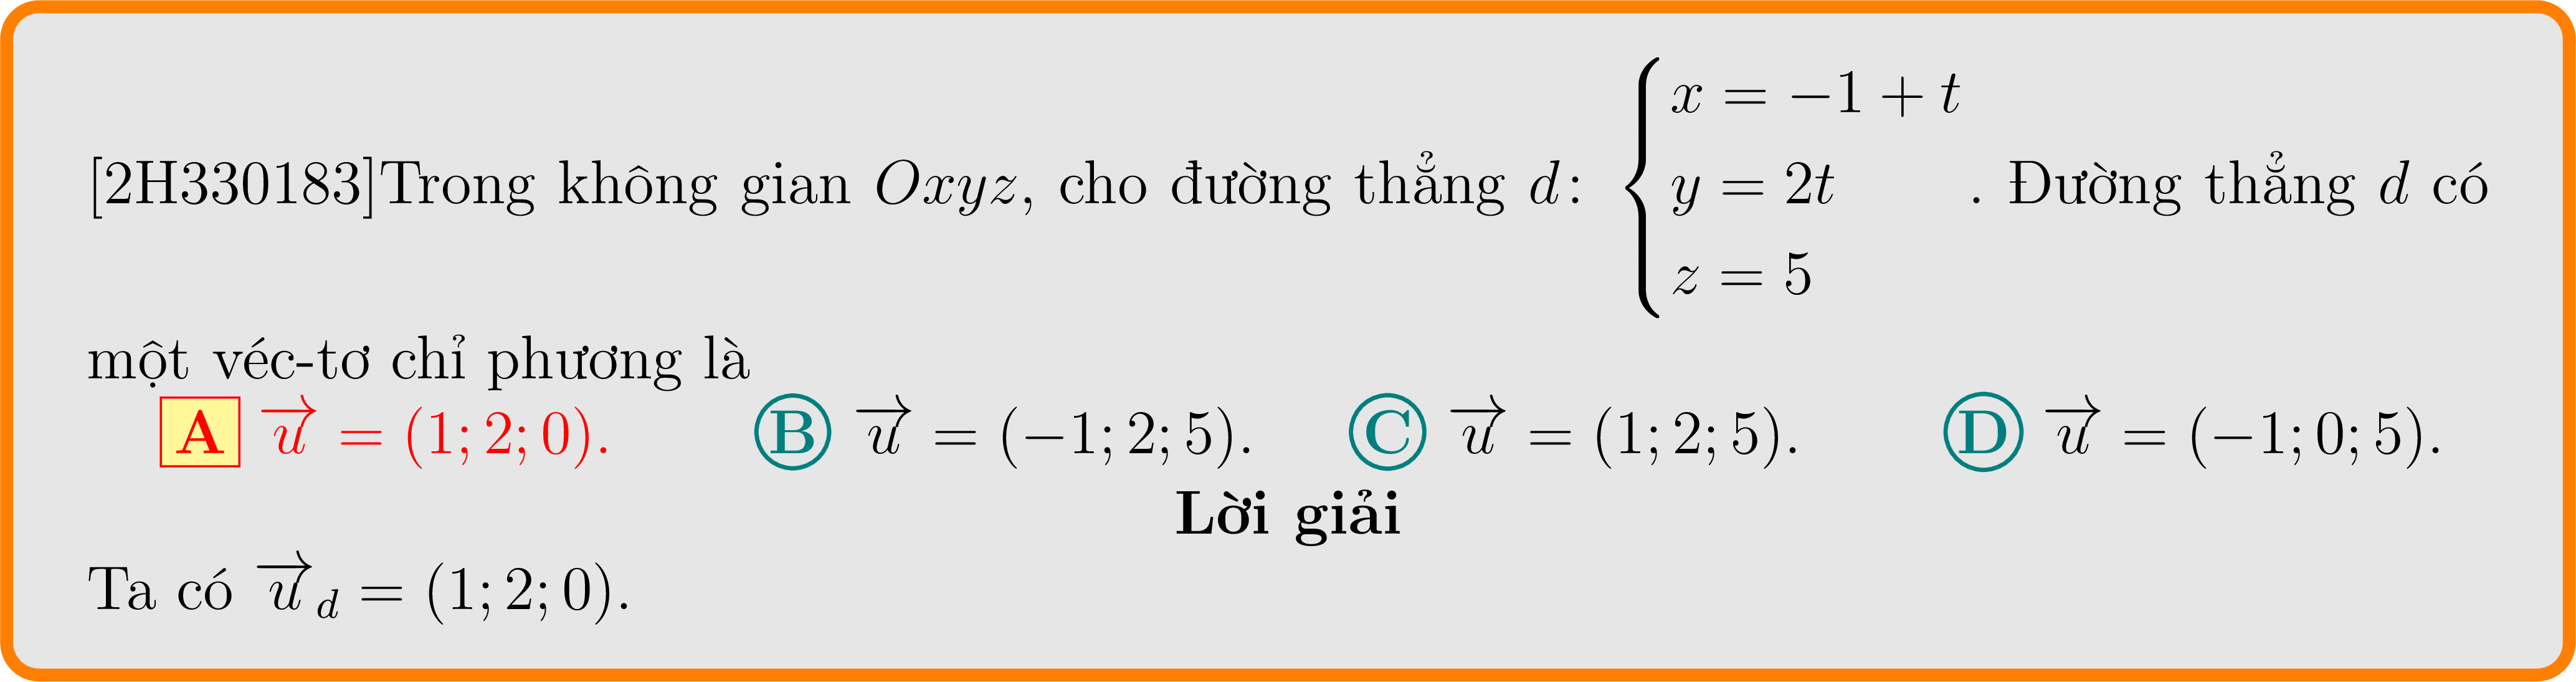 [2H330183]Trong không gian $Oxyz$, cho đường thẳng $d\colon \begin{cases} x = -1 + t \\ y = 2t \\ z = 5 \end{cases}$. Đường thẳng $d$ có
một véc-tơ chỉ phương là
A $\overrightarrow{u} = (1; 2; 0)$. B $\overrightarrow{u} = (-1; 2; 5)$. C $\overrightarrow{u} = (1; 2; 5)$. D $\overrightarrow{u} = (-1; 0; 5)$.
Lời giải
Ta có $\overrightarrow{u}_d = (1; 2; 0)$.